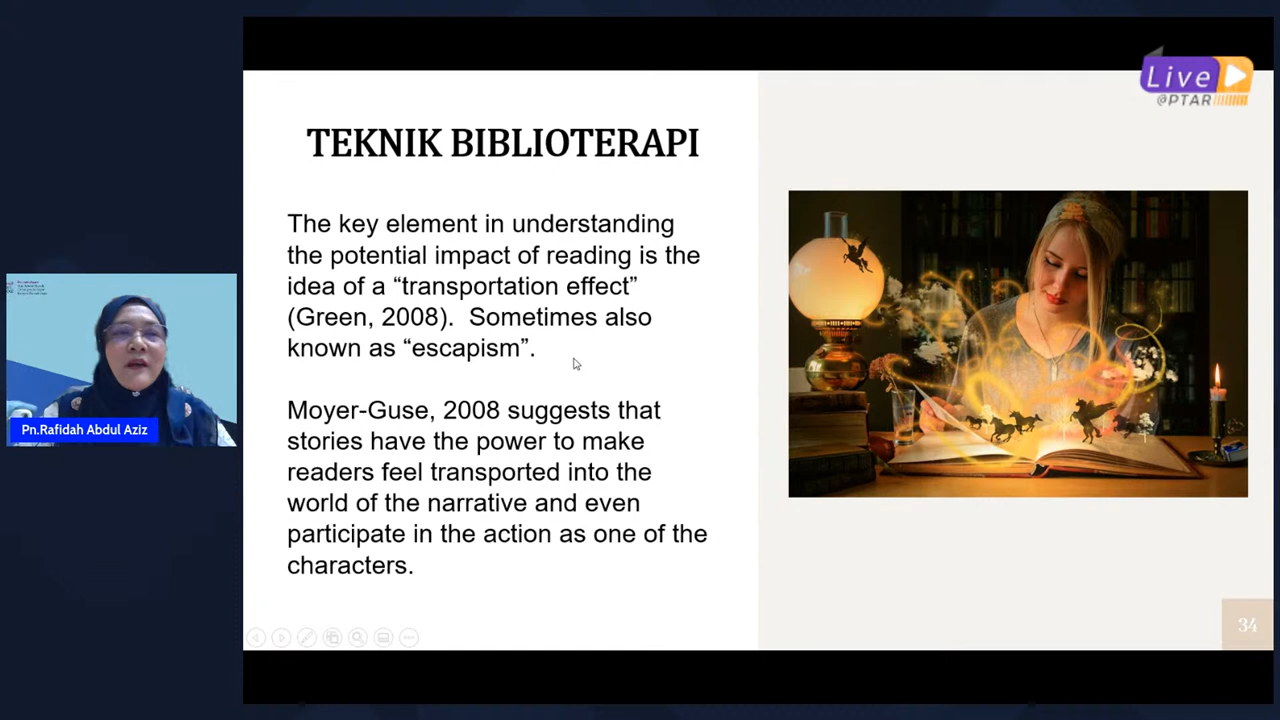 Live
@PTAR
TEKNIK BIBLIOTERAPI
The key element in understanding
the potential impact of reading is the
idea of a “transportation effect”
(Green, 2008).  Sometimes also
known as “escapism”.
Moyer-Guse, 2008 suggests that
stories have the power to make
readers feel transported into the
world of the narrative and even
participate in the action as one of the
characters.
Pn.Rafidah Abdul Aziz
34